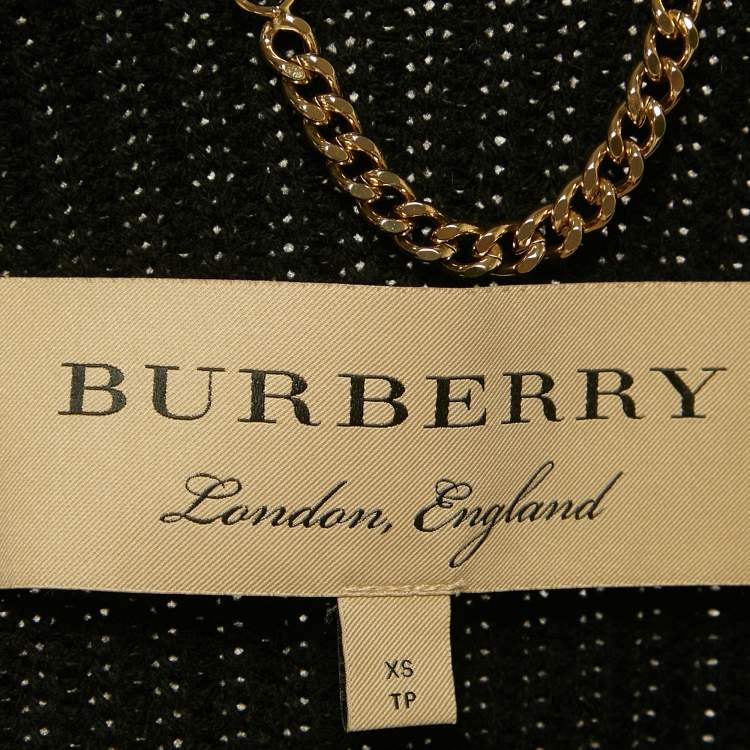 BURBERRY
London, England
XS
TP